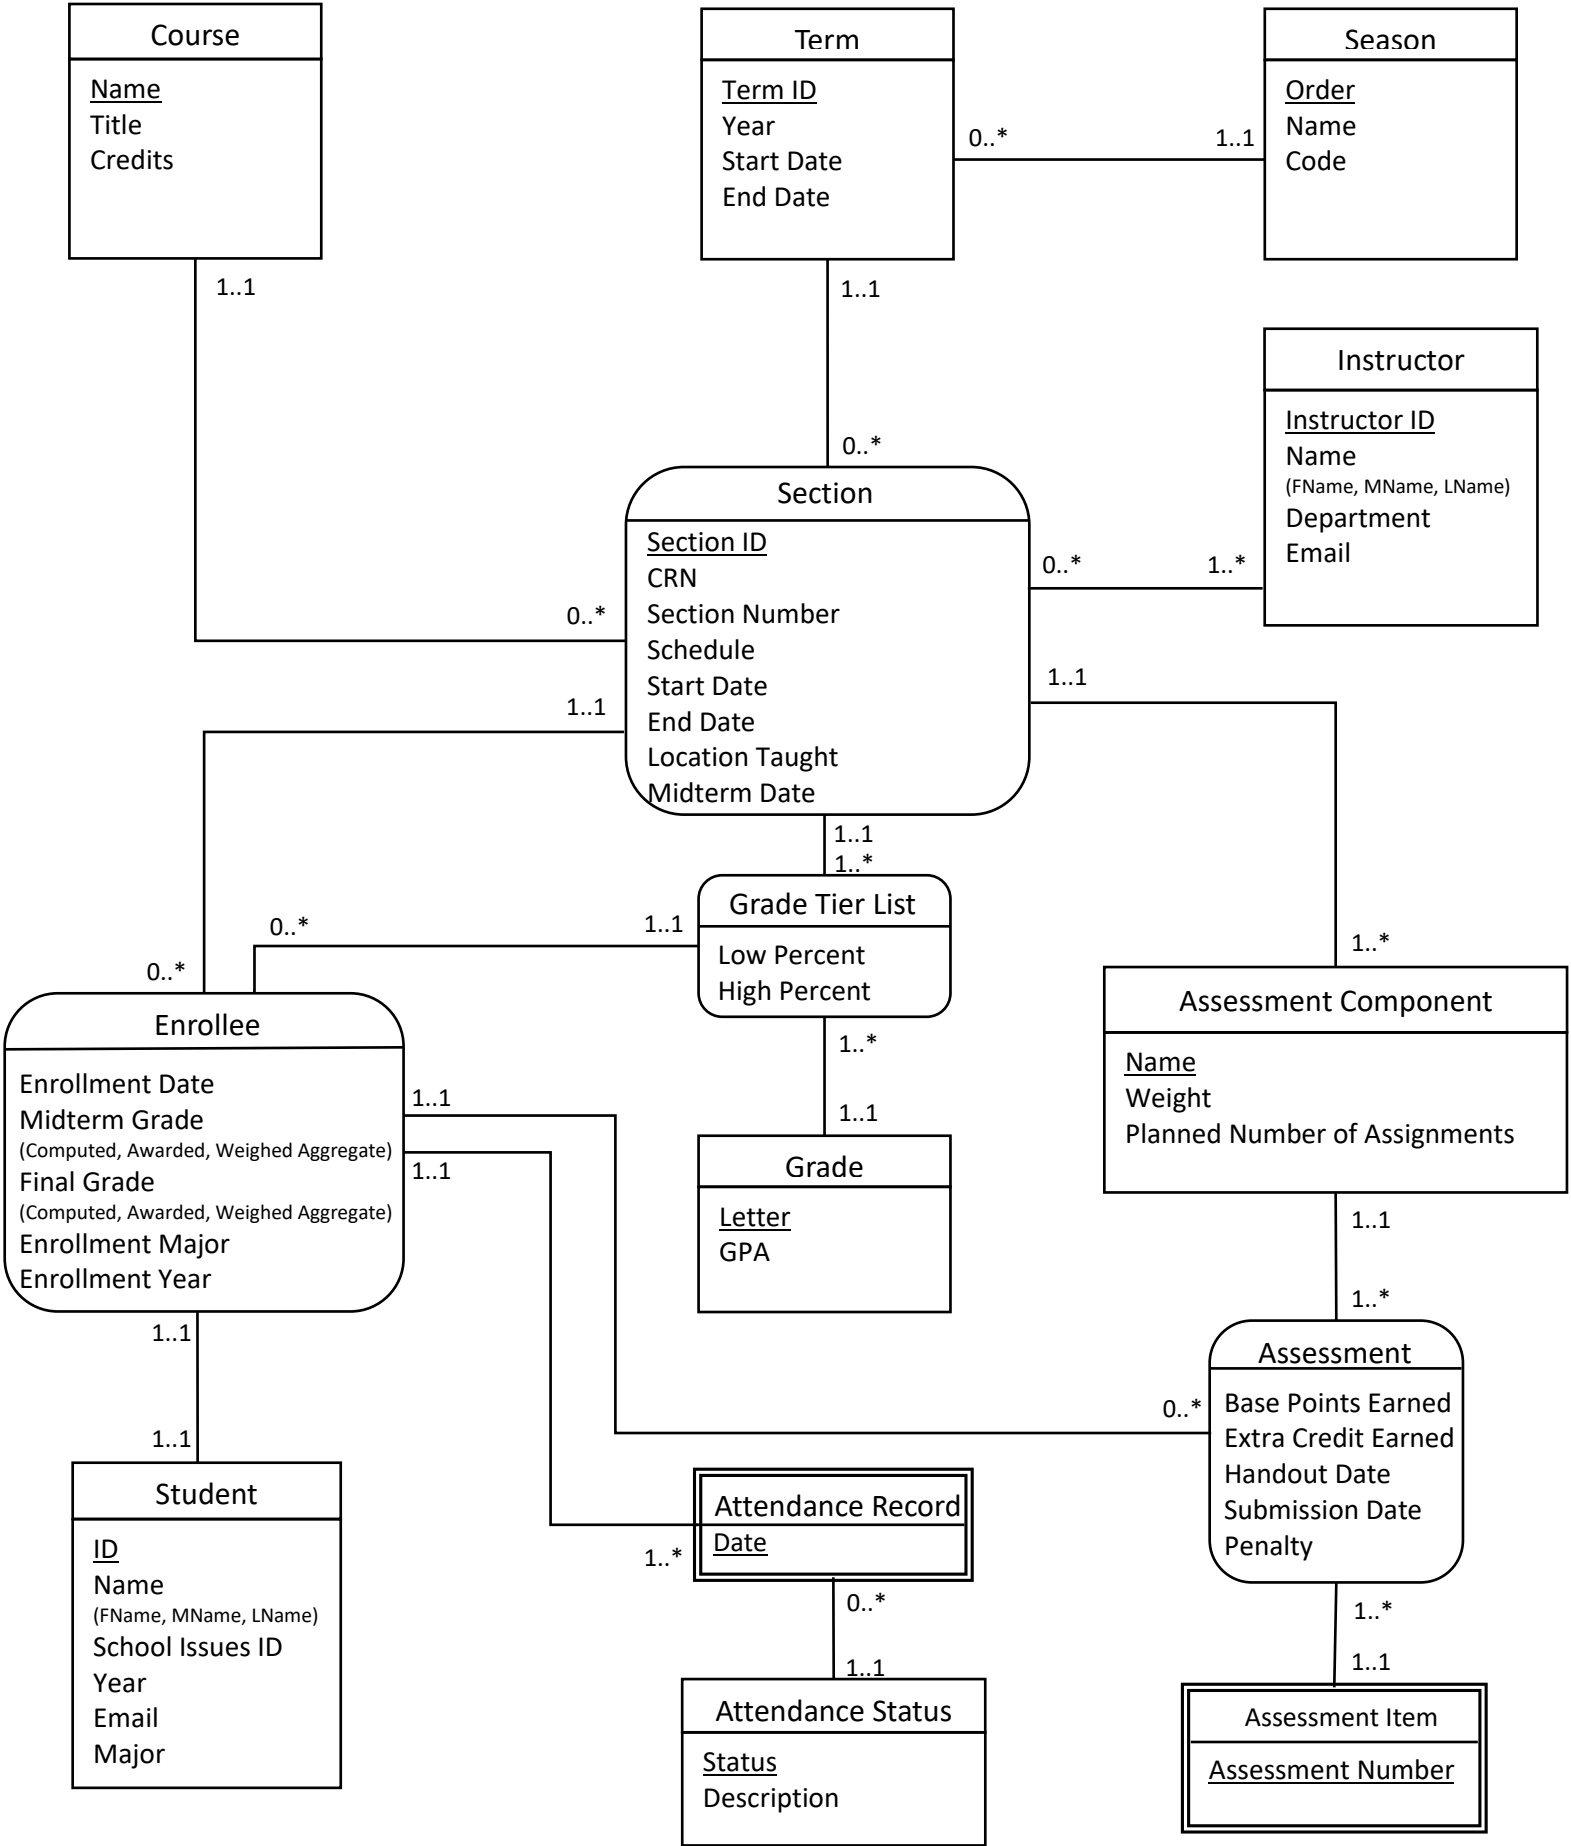 Course
Name
Title
Credits
1..1
Term
Term ID
Year
Start Date
End Date
0..*
1..1
1..1
Season
Order
Name
Code
Instructor
Instructor ID
Name
(FName, MName, LName)
Department
Email
0..*
Section
Section ID
CRN
Section Number
Schedule
Start Date
End Date
Location Taught
Midterm Date
0..*
1..*
0..*
1..1
1..1
1..1
1..*
Grade Tier List
Low Percent
High Percent
0..*
1..1
0..*
1..*
1..1
1..*
Assessment Component
Name
Weight
Planned Number of Assignments
Enrollee
Enrollment Date
Midterm Grade
(Computed, Awarded, Weighed Aggregate)
Final Grade
(Computed, Awarded, Weighed Aggregate)
Enrollment Major
Enrollment Year
1..1
1..1
Grade
Letter
GPA
1..1
1..*
Assessment
Base Points Earned
Extra Credit Earned
Handout Date
Submission Date
Penalty
0..*
1..1
1..1
Student
ID
Name
(FName, MName, LName)
School Issues ID
Year
Email
Major
Attendance Record
Date
1..*
0..*
1..1
Attendance Status
Status
Description
1..*
1..1
Assessment Item
Assessment Number